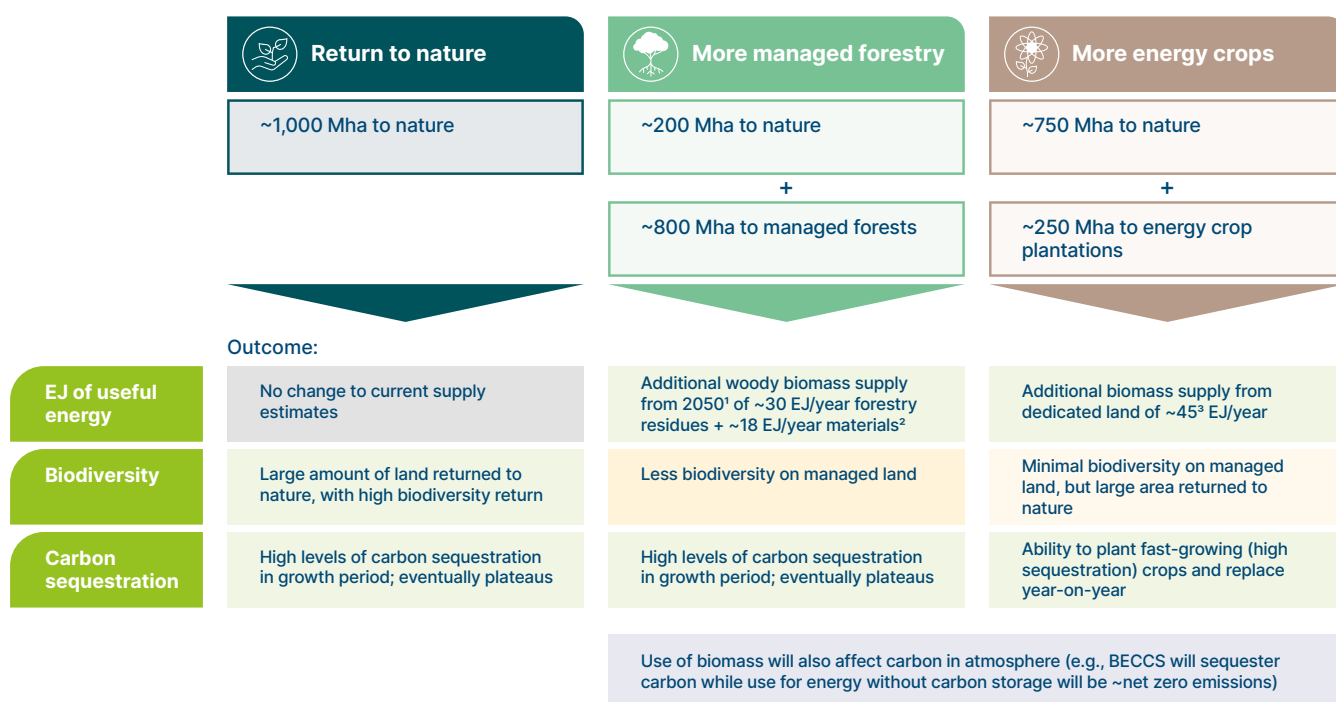 Return to nature
More managed forestry
More energy crops
~1,000 Mha to nature
~200 Mha to nature
~750 Mha to nature
+
+
~800 Mha to managed forests
~250 Mha to energy crop
plantations
Outcome:
EJ of useful
energy
No change to current supply
estimates
Additional woody biomass supply
from 2050¹ of ~30 EJ/year forestry
residues + ~18 EJ/year materials²
Additional biomass supply from
dedicated land of ~45³ EJ/year
Biodiversity
Large amount of land returned to
nature, with high biodiversity return
Less biodiversity on managed land
Minimal biodiversity on managed
land, but large area returned to
nature
Carbon
sequestration
High levels of carbon sequestration
in growth period; eventually plateaus
High levels of carbon sequestration
in growth period; eventually plateaus
Ability to plant fast-growing (high
sequestration) crops and replace
year-on-year
Use of biomass will also affect carbon in atmosphere (e.g., BECCS will sequester
carbon while use for energy without carbon storage will be ~net zero emissions)